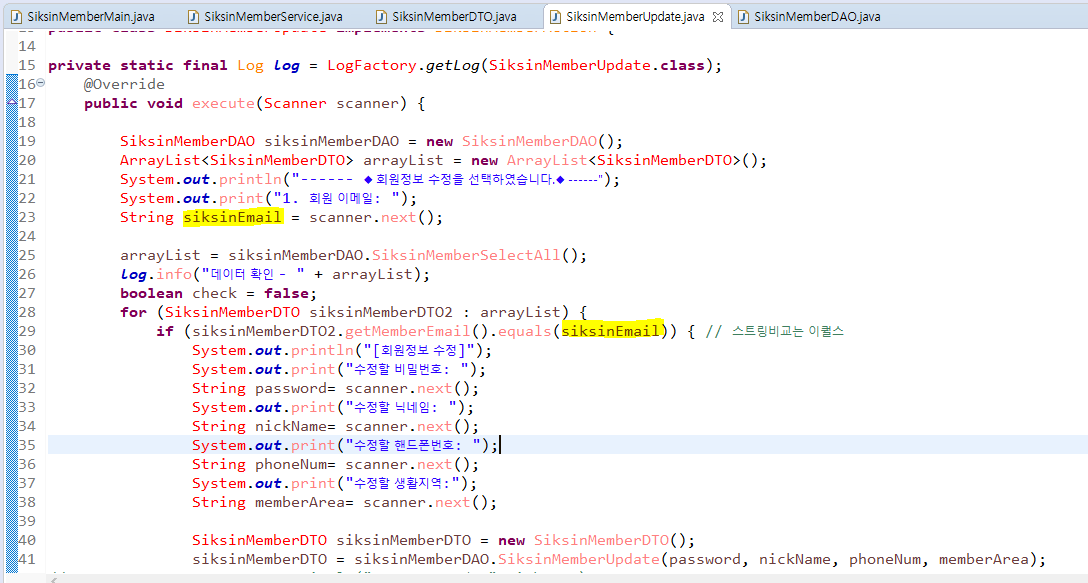 SiksinMemberMain.java SiksinMemberService.java SiksinMemberDTO.java SiksinMemberUpdate.java SiksinMemberDAO.java
14
15 private static final Log log = LogFactory.getLog(SiksinMemberUpdate.class);
16 @Override
17 public void execute(Scanner scanner) {
18
19 SiksinMemberDAO siksinMemberDAO = new SiksinMemberDAO();
20 ArrayList<SiksinMemberDTO> arrayList = new ArrayList<SiksinMemberDTO>();
21 System.out.println("------ ◆회원정보 수정을 선택하였습니다.◆ ------");
22 System.out.print("1. 회원 이메일: ");
23 String siksinEmail = scanner.next();
24
25 arrayList = siksinMemberDAO.SiksinMemberSelectAll();
26 log.info("데이터 확인 - " + arrayList);
27 boolean check = false;
28 for (SiksinMemberDTO siksinMemberDTO2 : arrayList) {
29 if (siksinMemberDTO2.getMemberEmail().equals(siksinEmail)) { // 스트링비교는 이퀄스
30 System.out.println("[회원정보 수정]");
31 System.out.print("수정할 비밀번호: ");
32 String password= scanner.next();
33 System.out.print("수정할 닉네임: ");
34 String nickName= scanner.next();
35 System.out.print("수정할 핸드폰번호: ");
36 String phoneNum= scanner.next();
37 System.out.print("수정할 생활지역:");
38 String memberArea= scanner.next();
39
40 SiksinMemberDTO siksinMemberDTO = new SiksinMemberDTO();
41 siksinMemberDTO = siksinMemberDAO.SiksinMemberUpdate(password, nickName, phoneNum, memberArea);